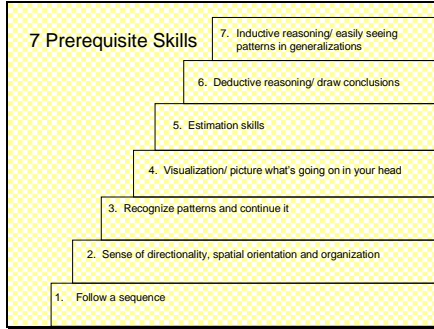 7 Prerequisite Skills
7. Inductive reasoning/ easily seeing
patterns in generalizations
6. Deductive reasoning/ draw conclusions
5. Estimation skills
4. Visualization/ picture what's going on in your head
3. Recognize patterns and continue it
2. Sense of directionality, spatial orientation and organization
1. Follow a sequence